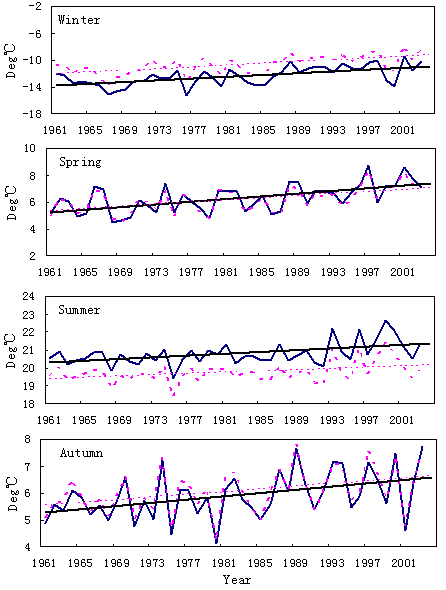 Winter
Deg℃
-2
-6
-10
-14
-18
1961 1965 1969 1973 1977 1981 1985 1989 1993 1997 2001
Spring
Deg℃
10
8
6
4
2
1961 1965 1969 1973 1977 1981 1985 1989 1993 1997 2001
Summer
Deg℃
24
23
22
21
20
19
18
1961 1965 1969 1973 1977 1981 1985 1989 1993 1997 2001
Autumn
Deg℃
8
7
6
5
4
1961 1965 1969 1973 1977 1981 1985 1989 1993 1997 2001
Year